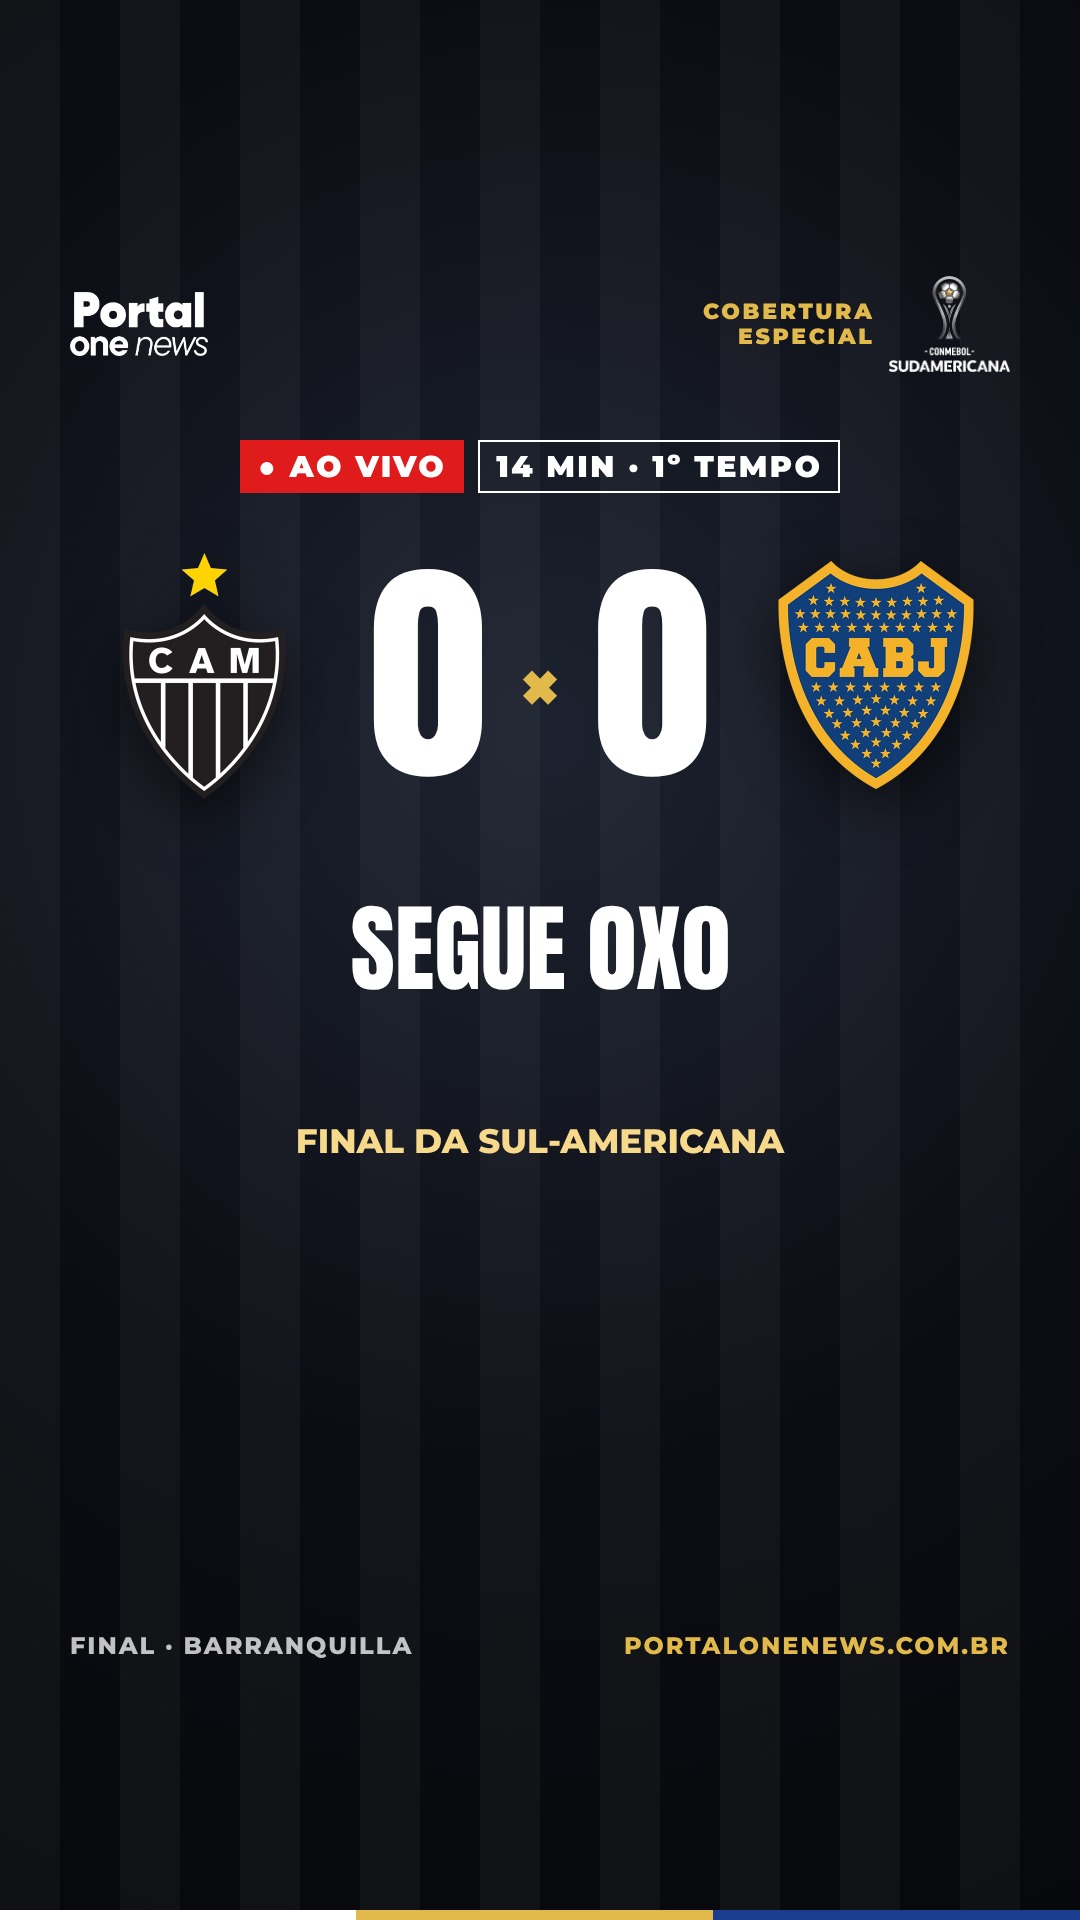 Portal
one news
COBERTURA
ESPECIAL
-CONMEBOL-
SUDAMERICANA
• AO VIVO
14 MIN · 1º TEMPO
CAM
0 × 0
CABJ
SEGUE 0X0
FINAL DA SUL-AMERICANA
FINAL · BARRANQUILLA
PORTALONENEWS.COM.BR